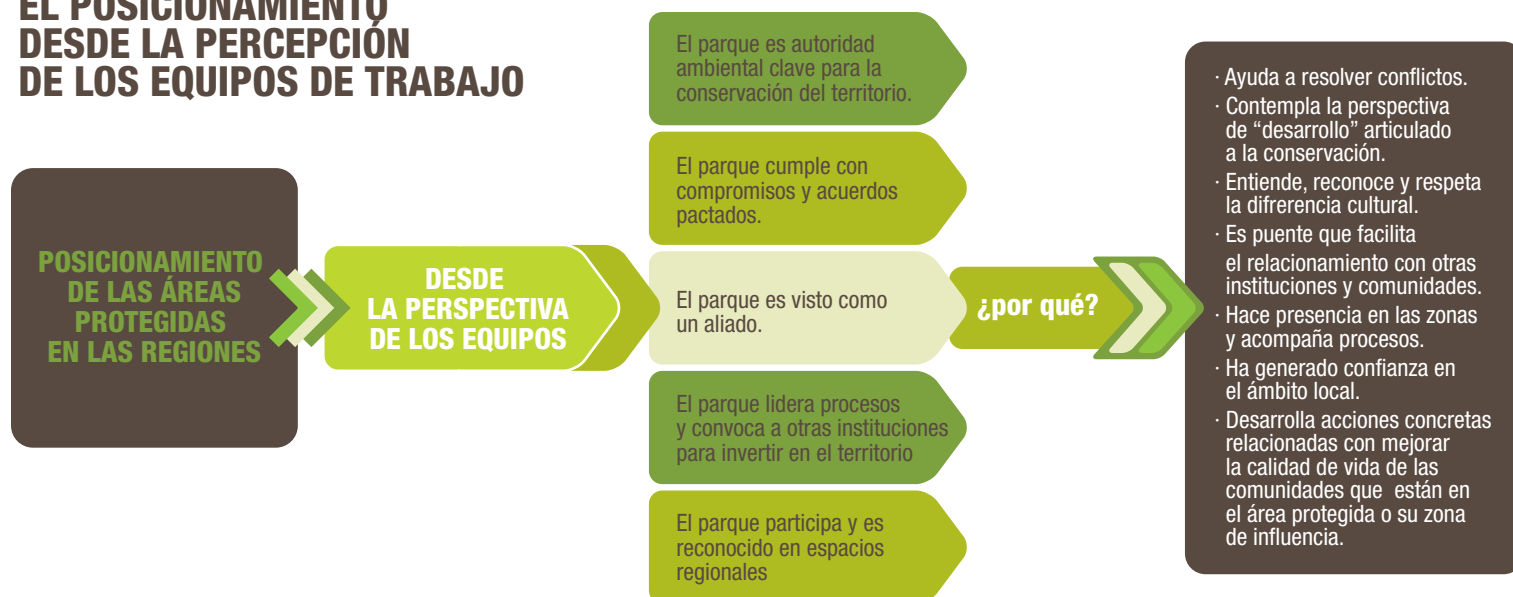 EL POSICIONAMIENTO
DESDE LA PERCEPCIÓN
DE LOS EQUIPOS DE TRABAJO
POSICIONAMIENTO
DE LAS ÁREAS
PROTEGIDAS
EN LAS REGIONES
DESDE
LA PERSPECTIVA
DE LOS EQUIPOS
El parque es autoridad
ambiental clave para la
conservación del territorio.
El parque cumple con
compromisos y acuerdos
pactados.
El parque es visto como
un aliado.
El parque lidera procesos
y convoca a otras instituciones
para invertir en el territorio
El parque participa y es
reconocido en espacios
regionales
¿por qué?
· Ayuda a resolver conflictos.
· Contempla la perspectiva
de “desarrollo” articulado
a la conservación.
· Entiende, reconoce y respeta
la difrerencia cultural.
· Es puente que facilita
el relacionamiento con otras
instituciones y comunidades.
· Hace presencia en las zonas
y acompaña procesos.
· Ha generado confianza en
el ámbito local.
· Desarrolla acciones concretas
relacionadas con mejorar
la calidad de vida de las
comunidades que están en
el área protegida o su zona
de influencia.